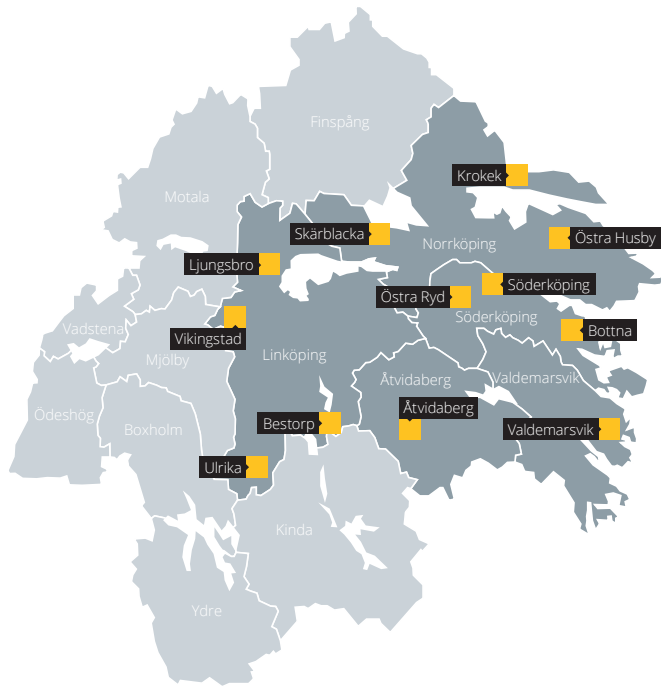 Finspång
Krokek
Motala
Skärblacka
Norrköping
Östra Husby
Ljungsbro
Söderköping
Östra Ryd
Söderköping
Vadstena
Vikingstad
Bottna
Mjölby
Linköping
Åtvidaberg
Valdemarsvik
Ödeshög
Åtvidaberg
Boxholm
Bestorp
Valdemarsvik
Ulrika
Kinda
Ydre